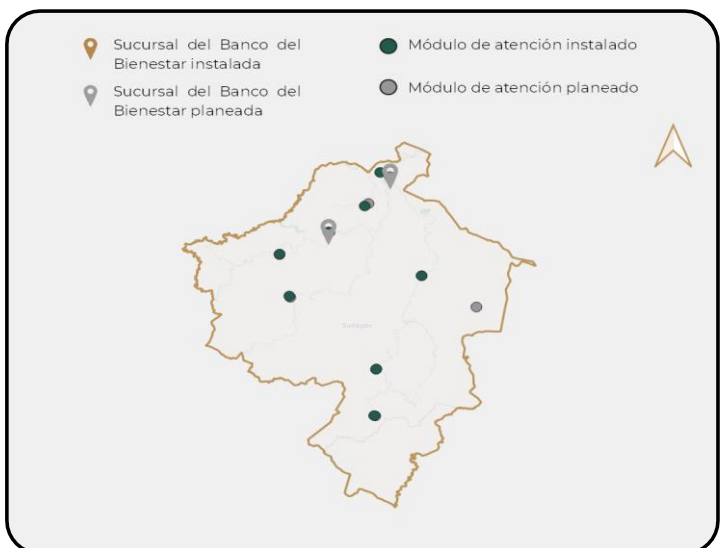 Sucursal del Banco del
Bienestar instalada
Sucursal del Banco del
Bienestar planeada
Módulo de atención instalado
Módulo de atención planeado